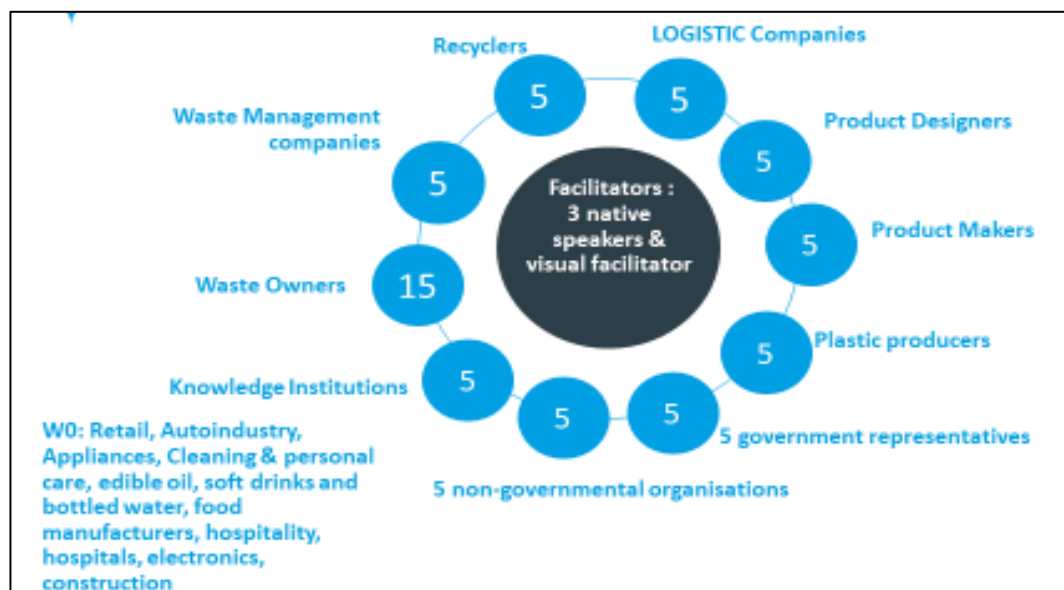 Recyclers
LOGISTIC Companies
5
5
Waste Management
companies
Product Designers
5
5
Facilitators :
3 native
speakers &
visual facilitator
Product Makers
5
Waste Owners
15
Plastic producers
5
Knowledge Institutions
5
5
5
5 government representatives
W0: Retail, Autoindustry,
Appliances, Cleaning & personal
care, edible oil, soft drinks and
bottled water, food
manufacturers, hospitality,
hospitals, electronics,
construction
5 non-governmental organisations